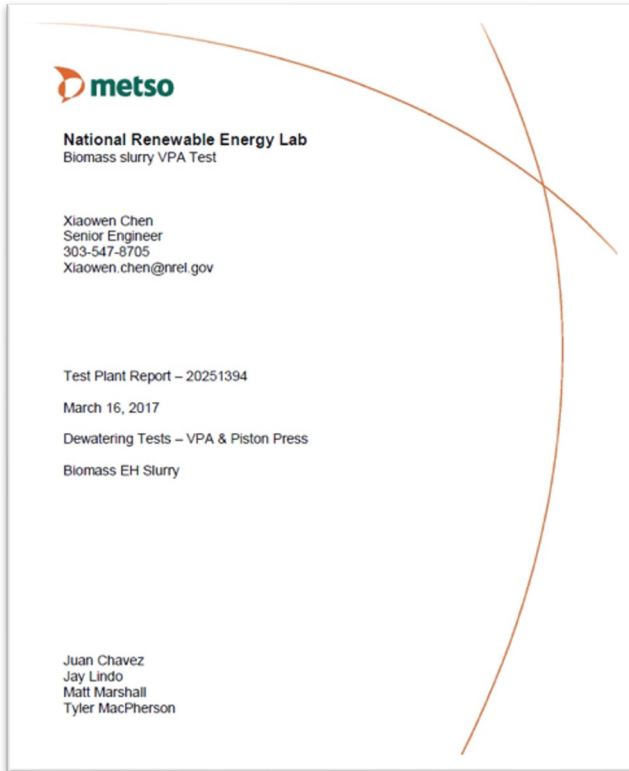 metso
National Renewable Energy Lab
Biomass slurry VPA Test
Xiaowen Chen
Senior Engineer
303-547-8705
Xiaowen.chen@nrel.gov
Test Plant Report – 20251394
March 16, 2017
Dewatering Tests – VPA & Piston Press
Biomass EH Slurry
Juan Chavez
Jay Lindo
Matt Marshall
Tyler MacPherson